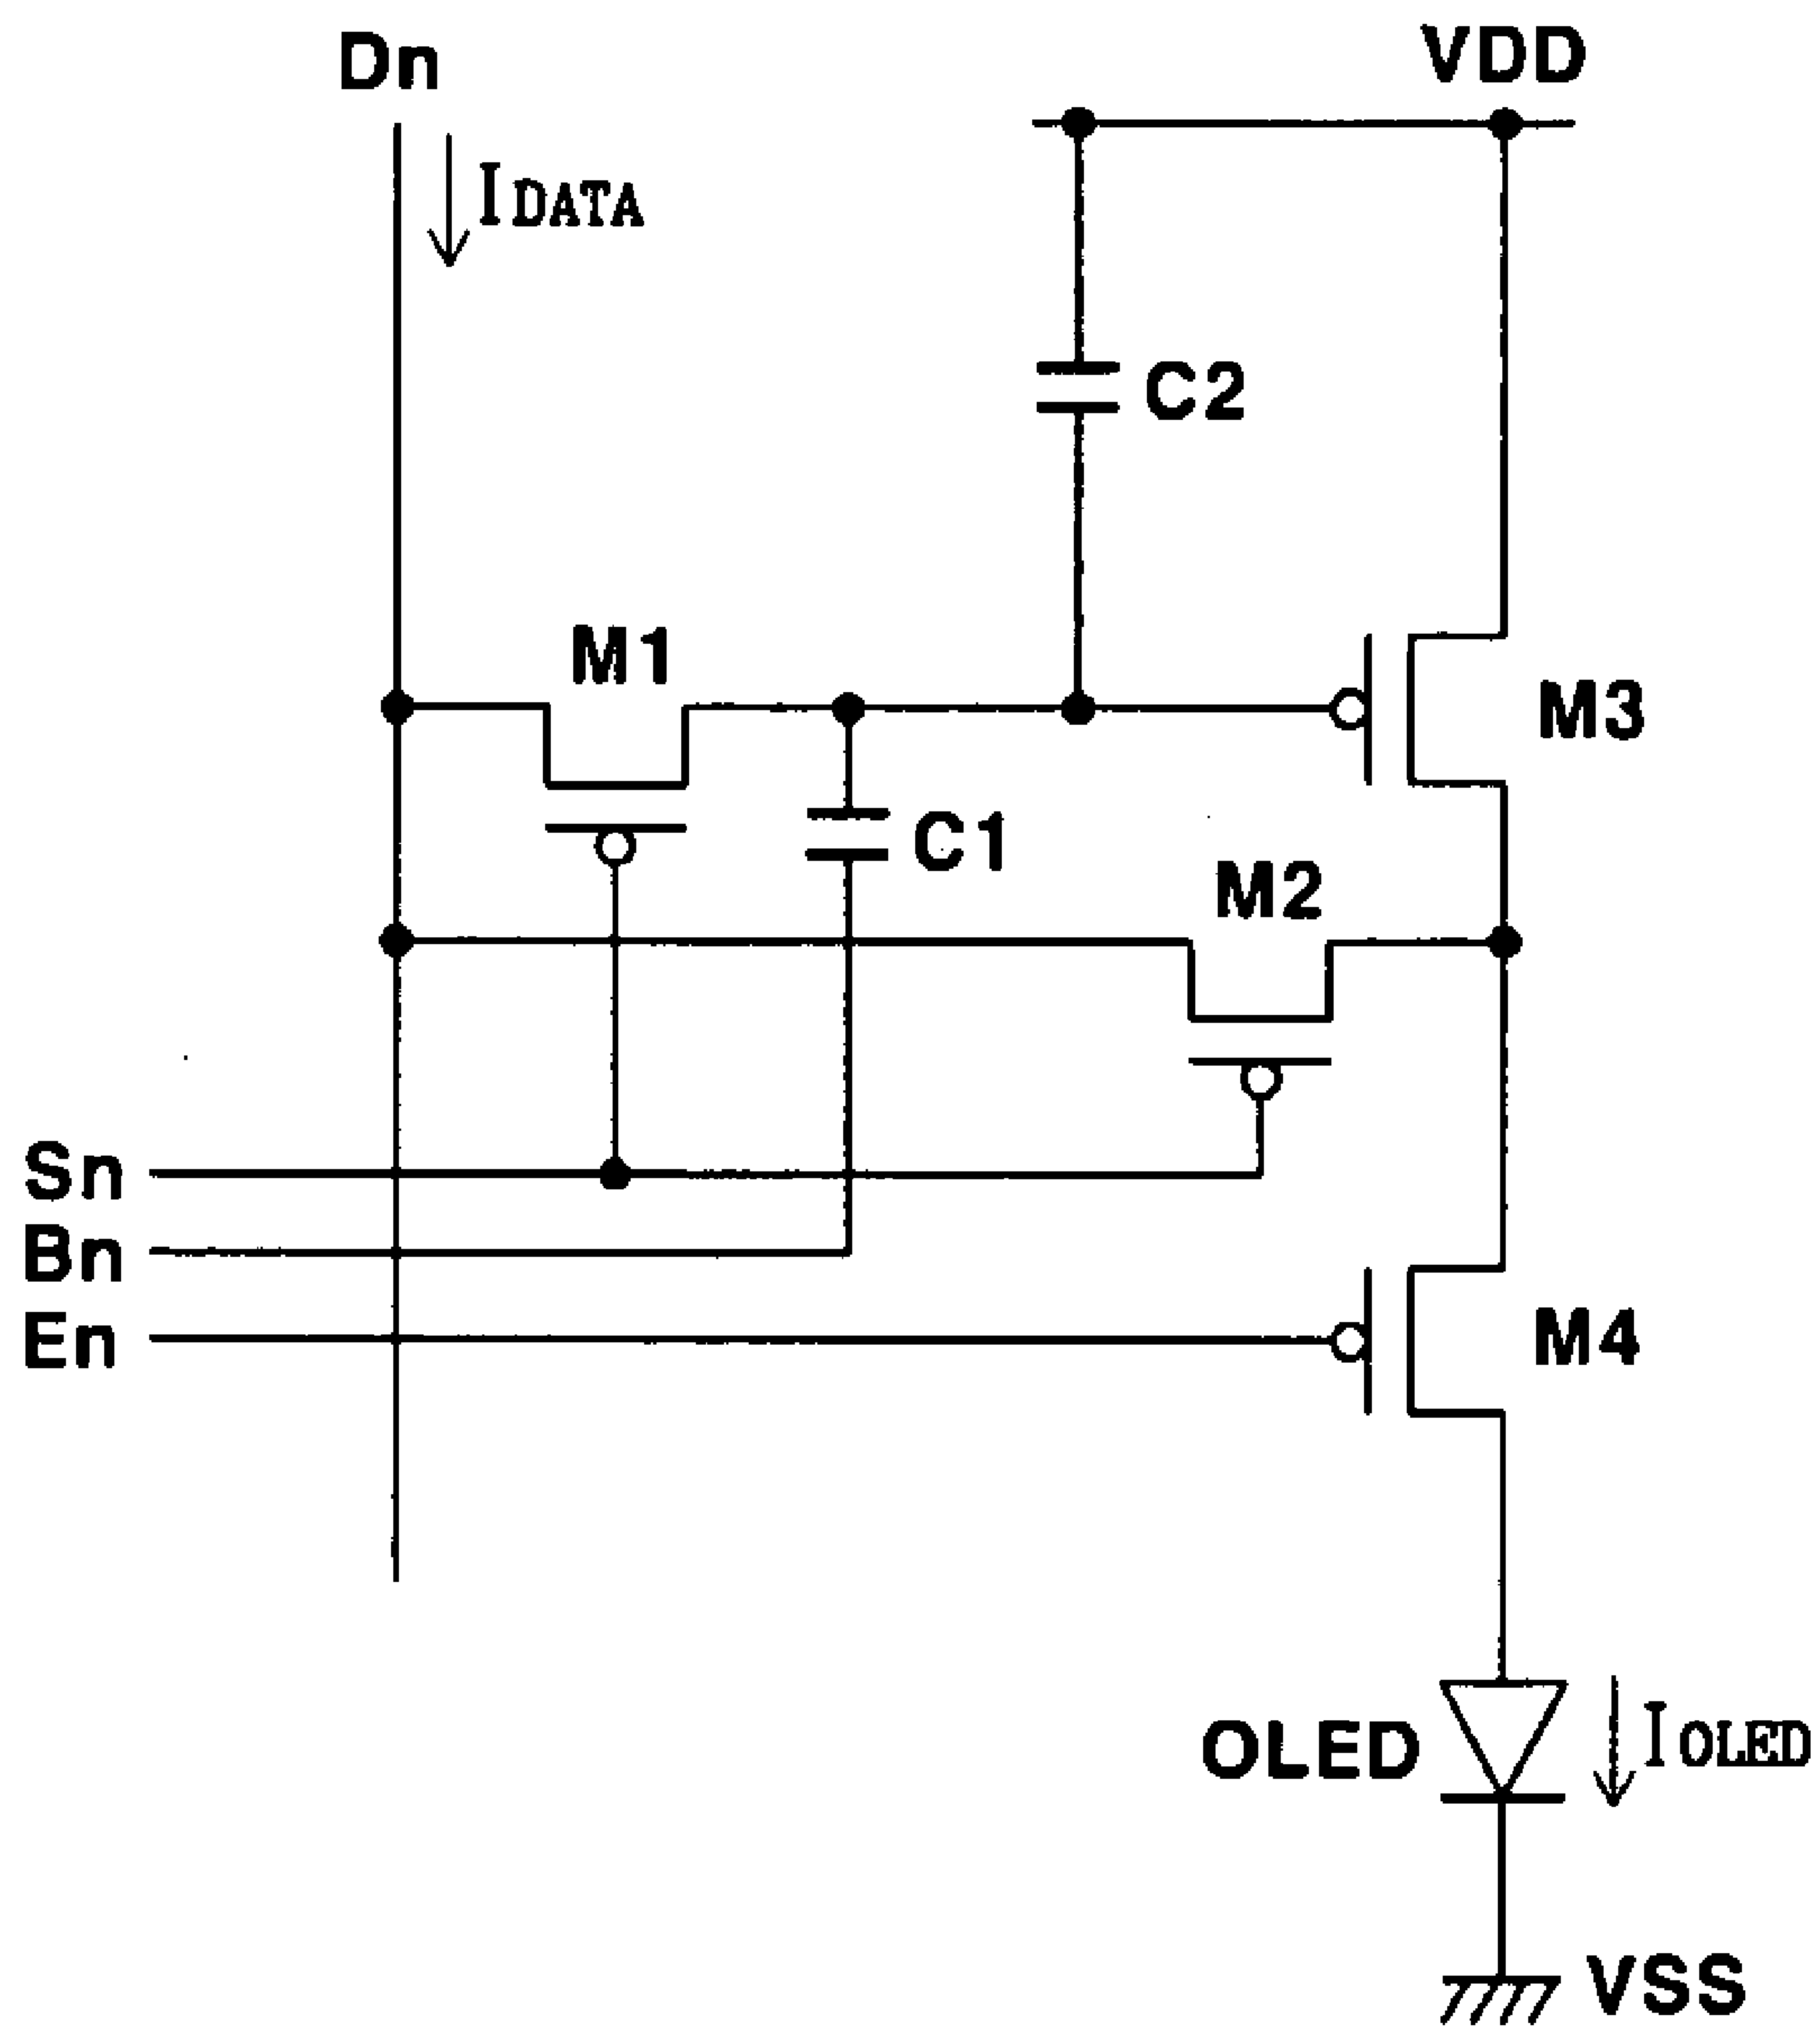 Dn
VDD
IDATA
C2
M1
M3
C1
M2
Sn
Bn
En
M4
OLED
IOLED
VSS